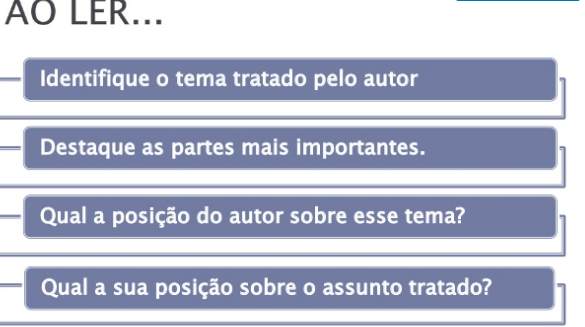 AO LER...
Identifique o tema tratado pelo autor
Destaque as partes mais importantes.
Qual a posição do autor sobre esse tema?
Qual a sua posição sobre o assunto tratado?